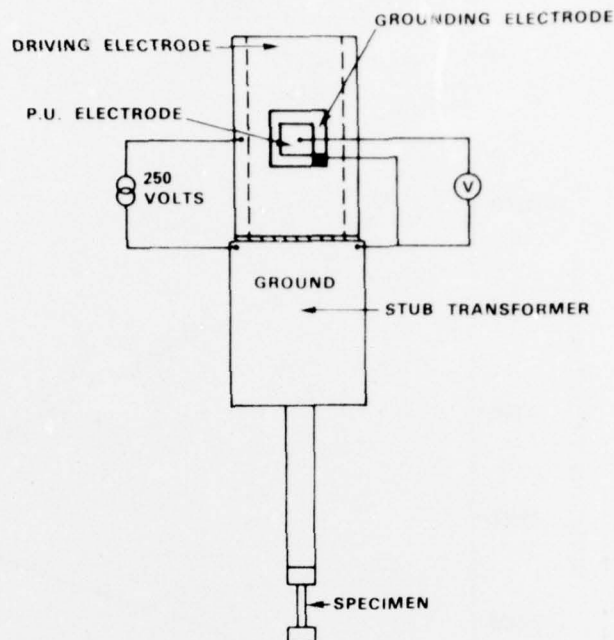 GROUNDING ELECTRODE
DRIVING ELECTRODE
P.U. ELECTRODE
250
VOLTS
V
GROUND
STUB TRANSFORMER
SPECIMEN